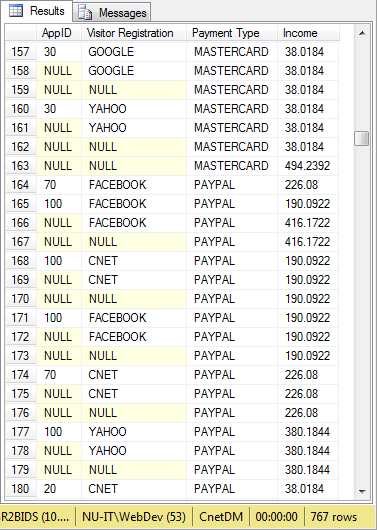 Results Messages
AppID Visitor Registration Payment Type Income
157 30 GOOGLE MASTERCARD 38.0184
158 NULL GOOGLE MASTERCARD 38.0184
159 NULL NULL MASTERCARD 38.0184
160 30 YAHOO MASTERCARD 38.0184
161 NULL YAHOO MASTERCARD 38.0184
162 NULL NULL MASTERCARD 38.0184
163 NULL NULL MASTERCARD 494.2392
164 70 FACEBOOK PAYPAL 226.08
165 100 FACEBOOK PAYPAL 190.0922
166 NULL FACEBOOK PAYPAL 416.1722
167 NULL NULL PAYPAL 416.1722
168 100 CNET PAYPAL 190.0922
169 NULL CNET PAYPAL 190.0922
170 NULL NULL PAYPAL 190.0922
171 100 FACEBOOK PAYPAL 190.0922
172 NULL FACEBOOK PAYPAL 190.0922
173 NULL NULL PAYPAL 190.0922
174 70 CNET PAYPAL 226.08
175 NULL CNET PAYPAL 226.08
176 NULL NULL PAYPAL 226.08
177 100 YAHOO PAYPAL 380.1844
178 NULL YAHOO PAYPAL 380.1844
179 NULL NULL PAYPAL 380.1844
180 20 CNET PAYPAL 38.0184
R2BIDS (10.... NU-IT\WebDev (53) CnetDM 00:00:00 767 rows